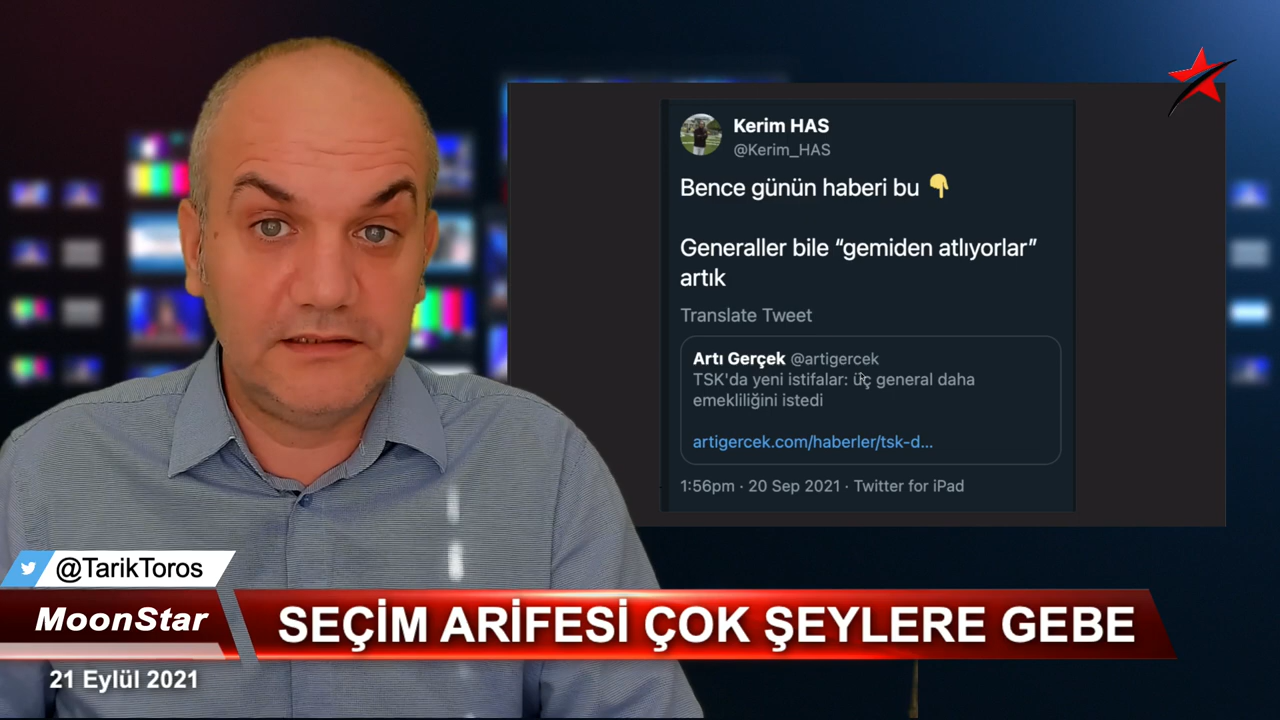 Kerim HAS
@Kerim_HAS
Bence günün haberi bu 👇
Generaller bile “gemiden atlıyorlar”
artık
Translate Tweet
Artı Gerçek @artigercek
TSK'da yeni istifalar: üç general daha
emekliliğini istedi
artigercek.com/haberler/tsk-d...
1:56pm · 20 Sep 2021 · Twitter for iPad
@TarikToros
MoonStar
SEÇİM ARİFESİ ÇOK ŞEYLERE GEBE
21 Eylül 2021